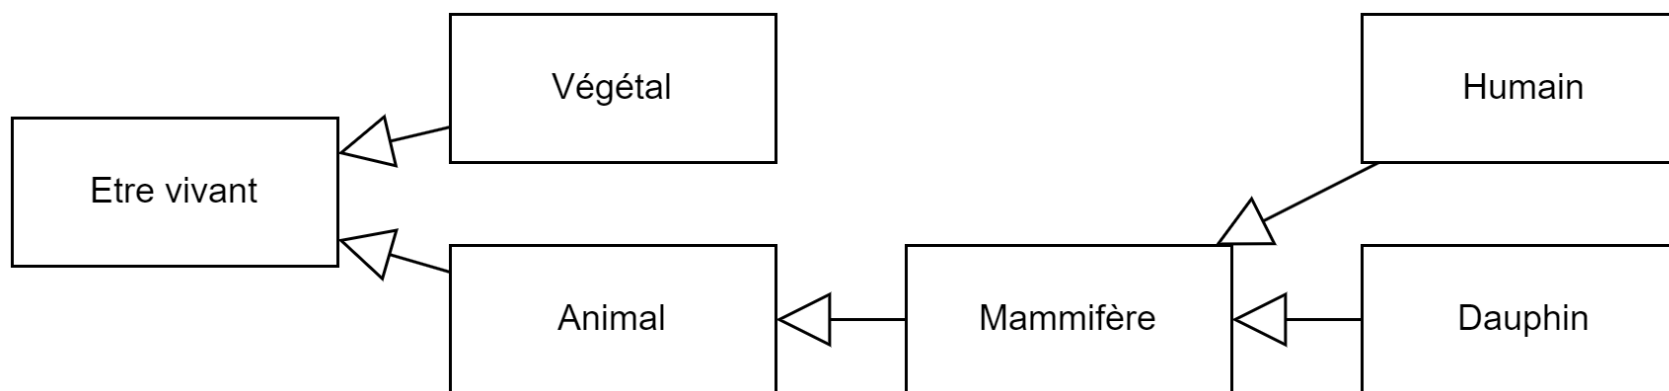 Végétal
Humain
Etre vivant
Animal
Mammifère
Dauphin